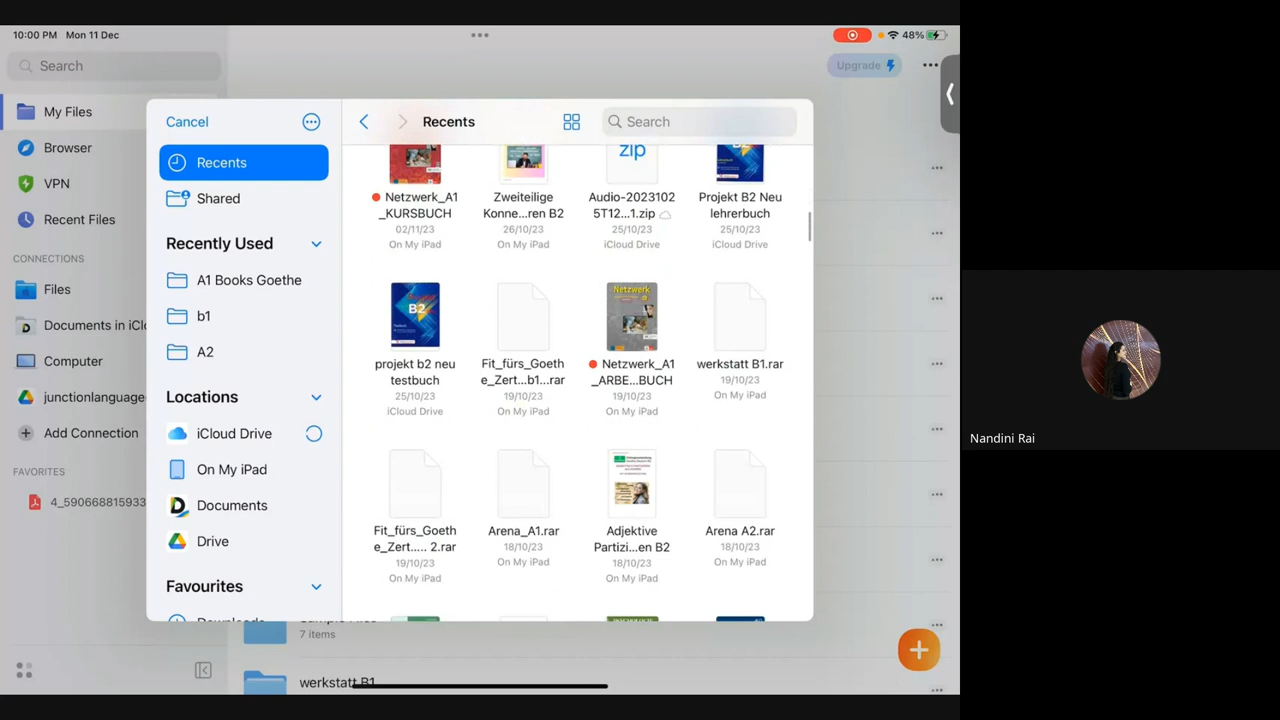 10:00 PM Mon 11 Dec
48%
Search
Upgrade
My Files
Browser
VPN
Recent Files
CONNECTIONS
Files
Documents in iCl
Computer
junctionlanguage
Add Connection
FAVORITES
4_590668815933
Cancel
Recents
Shared
Recently Used
A1 Books Goethe
b1
A2
Locations
iCloud Drive
On My iPad
Documents
Drive
Favourites
Downloads
Recents
Search
zip
B2
Netzwerk_A1
_KURSBUCH
02/11/23
On My iPad
Zweiteilige
Konne...ren B2
26/10/23
On My iPad
Audio-2023102
5T12...1.zip
25/10/23
iCloud Drive
Projekt B2 Neu
lehrerbuch
25/10/23
iCloud Drive
B2
projekt b2 neu
testbuch
25/10/23
iCloud Drive
Fit_fürs_Goeth
e_Zert...b1...rar
19/10/23
On My iPad
Netzwerk
Netzwerk_A1
_ARBE...BUCH
19/10/23
On My iPad
werkstatt B1.rar
19/10/23
On My iPad
Fit_fürs_Goeth
e_Zert..... 2.rar
19/10/23
On My iPad
Arena_A1.rar
18/10/23
On My iPad
Adjektive
Partizi...en B2
18/10/23
On My iPad
Arena A2.rar
18/10/23
On My iPad
7 items
werkstatt B1
Nandini Rai